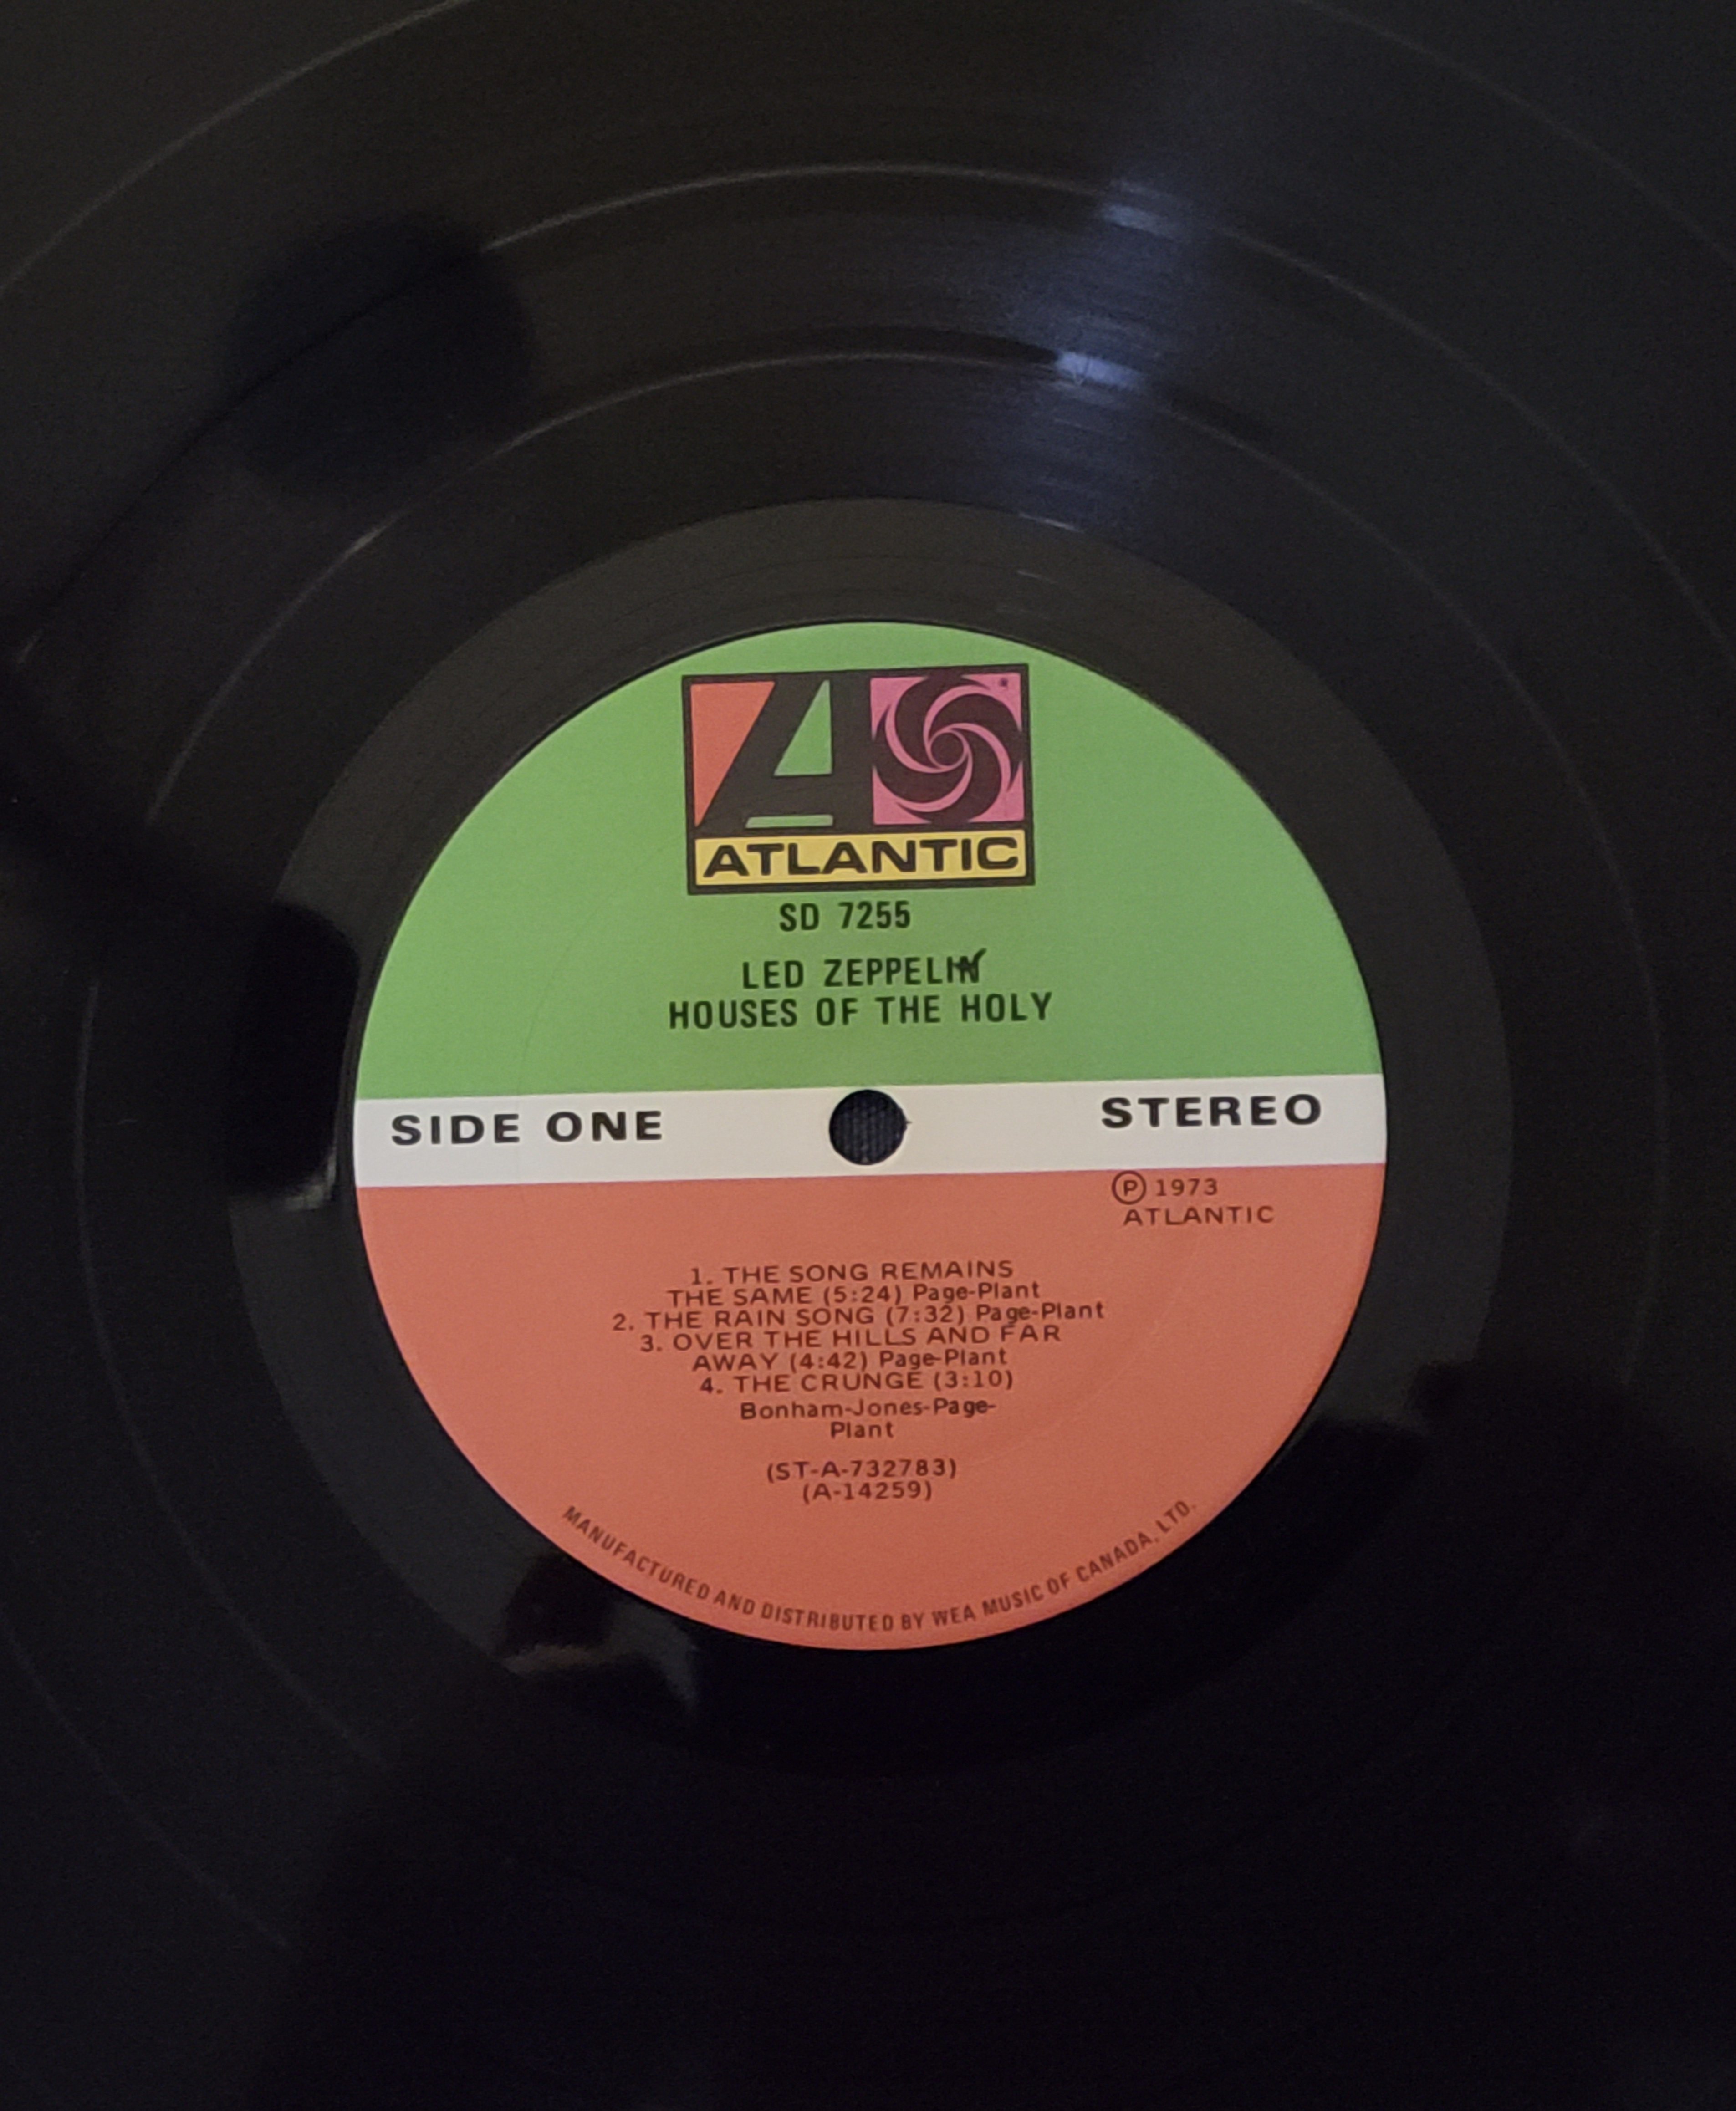 ATLANTIC
SD 7255
LED ZEPPELIN
HOUSES OF THE HOLY
SIDE ONE
STEREO
Ⓟ 1973
ATLANTIC
1. THE SONG REMAINS
THE SAME (5:24) Page-Plant
2. THE RAIN SONG (7:32) Page-Plant
3. OVER THE HILLS AND FAR
AWAY (4:42) Page-Plant
4. THE CRUNGE (3:10)
Bonham-Jones-Page-
Plant
(ST-A-732783)
(A-14259)
MANUFACTURED AND DISTRIBUTED BY WEA MUSIC OF CANADA, LTD.